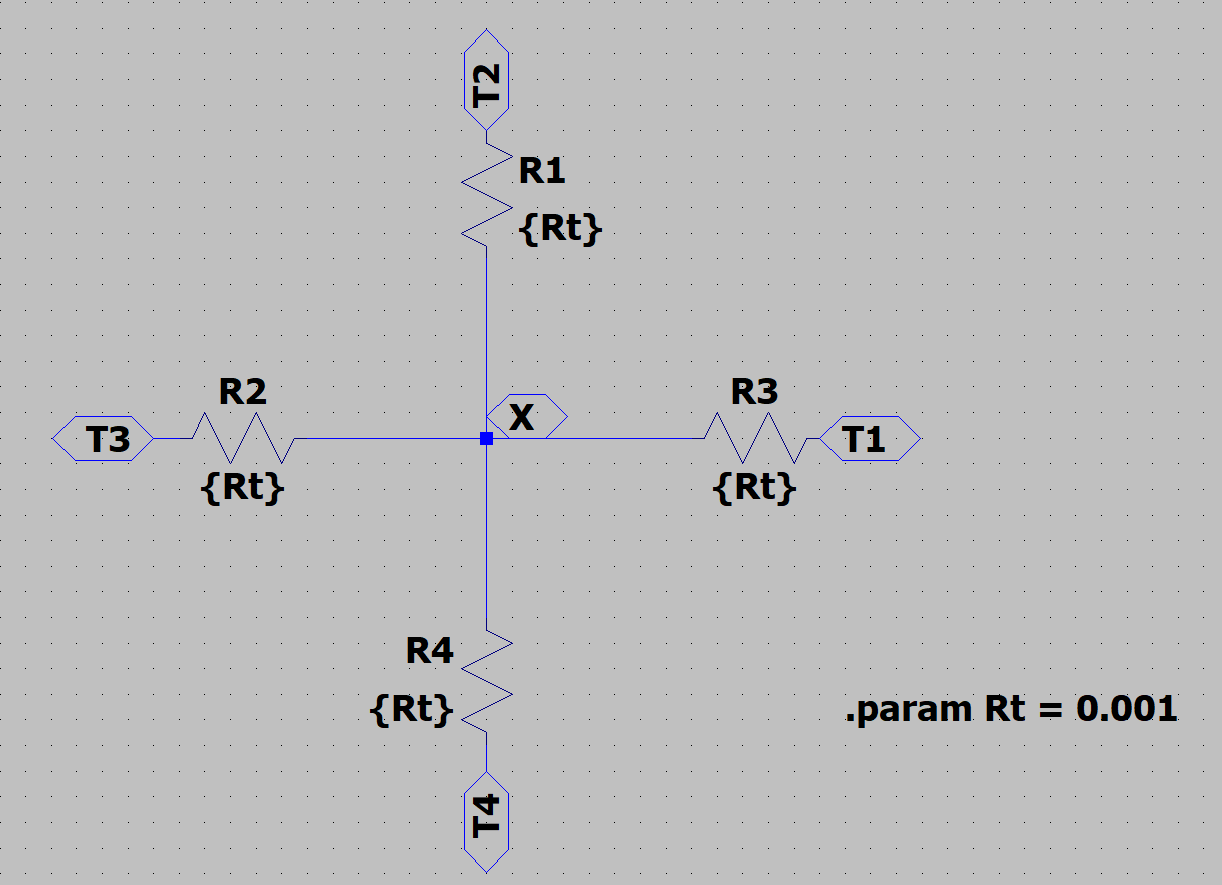 T2
R1
{Rt}
R2
R3
X
T3
T1
{Rt}
{Rt}
R4
{Rt}
.param Rt = 0.001
T4